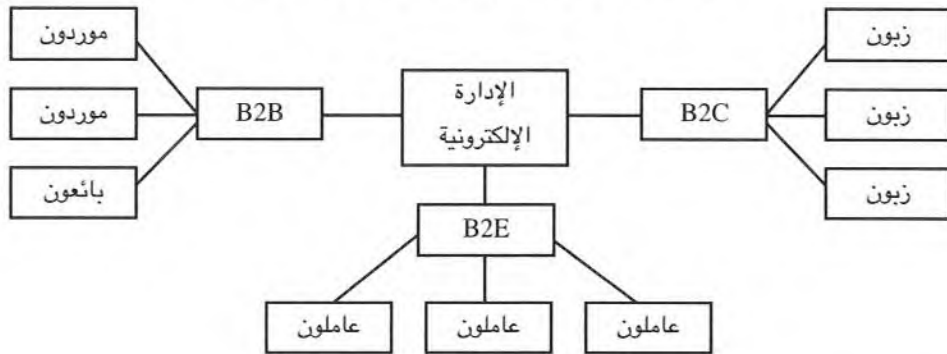 موردون
زبون
الإدارة
الإلكترونية
B2B
B2C
موردون
زبون
بائعون
زبون
B2E
عاملون
عاملون
عاملون